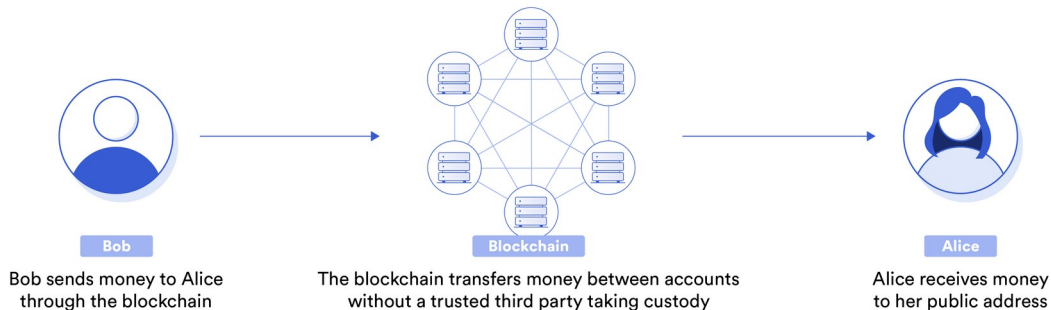 Bob
Bob sends money to Alice
through the blockchain
Blockchain
The blockchain transfers money between accounts
without a trusted third party taking custody
Alice
Alice receives money
to her public address